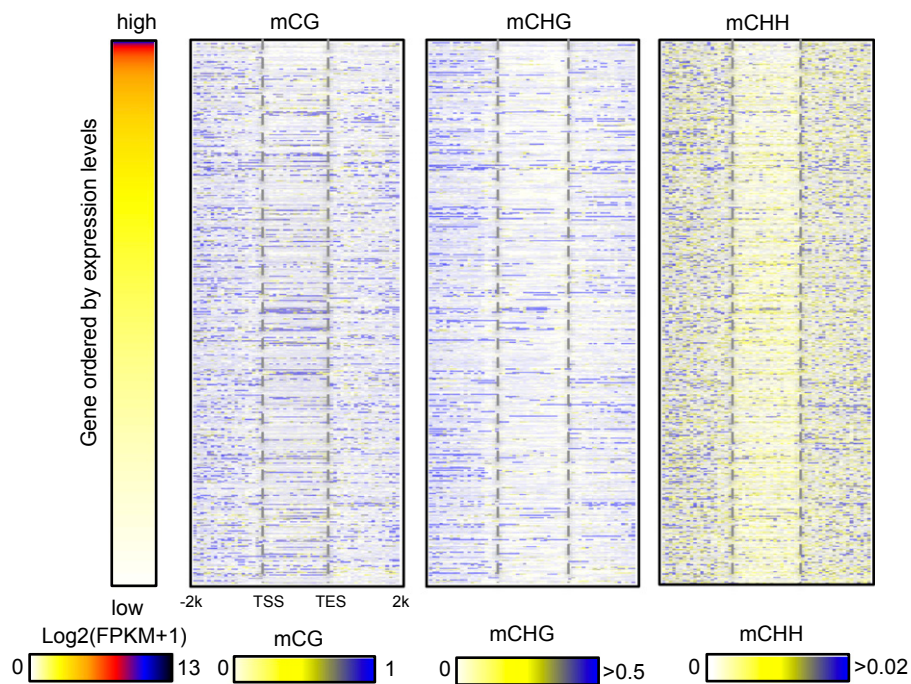 high
mCG
mCHG
mCHH
Gene ordered by expression levels
low
-2k TSS TES 2k
Log2(FPKM+1)
0 13
mCG
0 1
mCHG
0 >0.5
mCHH
0 >0.02